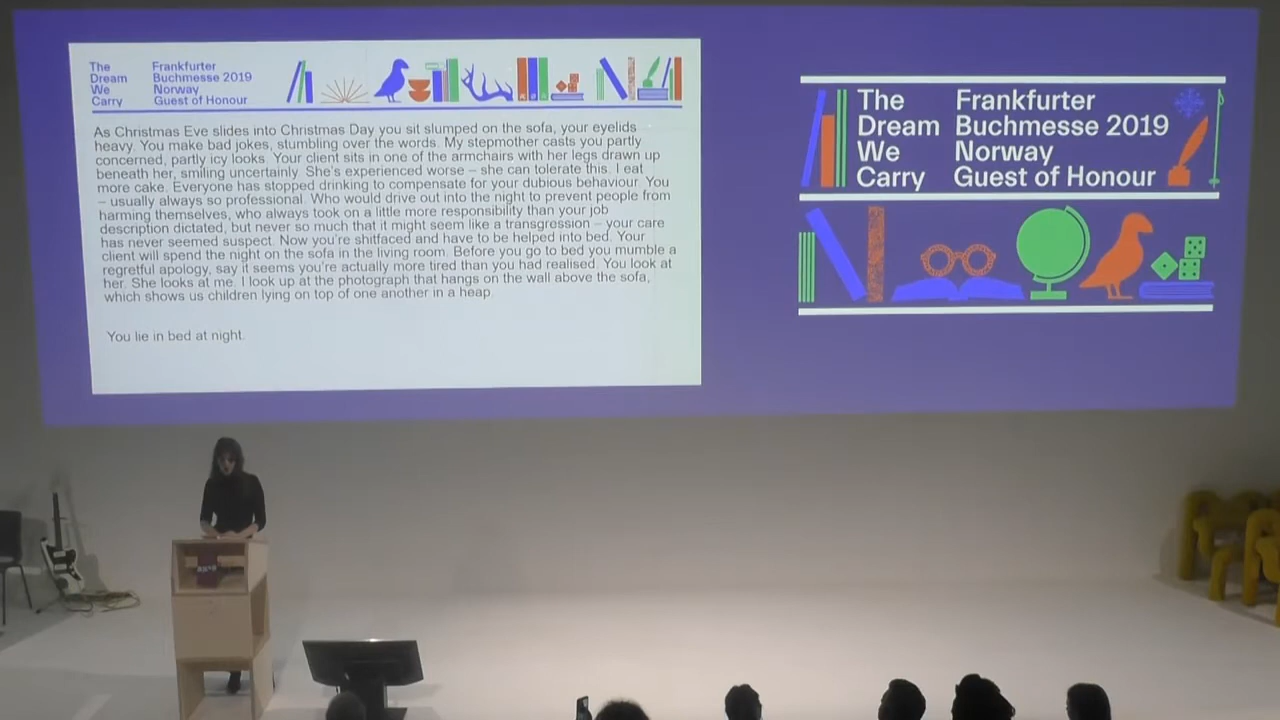 The
Dream
We
Carry
Frankfurter
Buchmesse 2019
Norway
Guest of Honour
As Christmas Eve slides into Christmas Day you sit slumped on the sofa, your eyelids
heavy. You make bad jokes, stumbling over the words. My stepmother casts you partly
concerned, partly icy looks. Your client sits in one of the armchairs with her legs drawn up
beneath her, smiling uncertainly. She's experienced worse – she can tolerate this. I eat
more cake. Everyone has stopped drinking to compensate for your dubious behaviour. You
– usually always so professional. Who would drive out into the night to prevent people from
harming themselves, who always took on a little more responsibility than your job
description dictated, but never so much that it might seem like a transgression – your care
has never seemed suspect. Now you're shitfaced and have to be helped into bed. Your
client will spend the night on the sofa in the living room. Before you go to bed you mumble a
regretful apology, say it seems you're actually more tired than you had realised. You look at
her. She looks at me. I look up at the photograph that hangs on the wall above the sofa,
which shows us children lying on top of one another in a heap.
You lie in bed at night.
The
Dream
We
Carry
Frankfurter
Buchmesse 2019
Norway
Guest of Honour